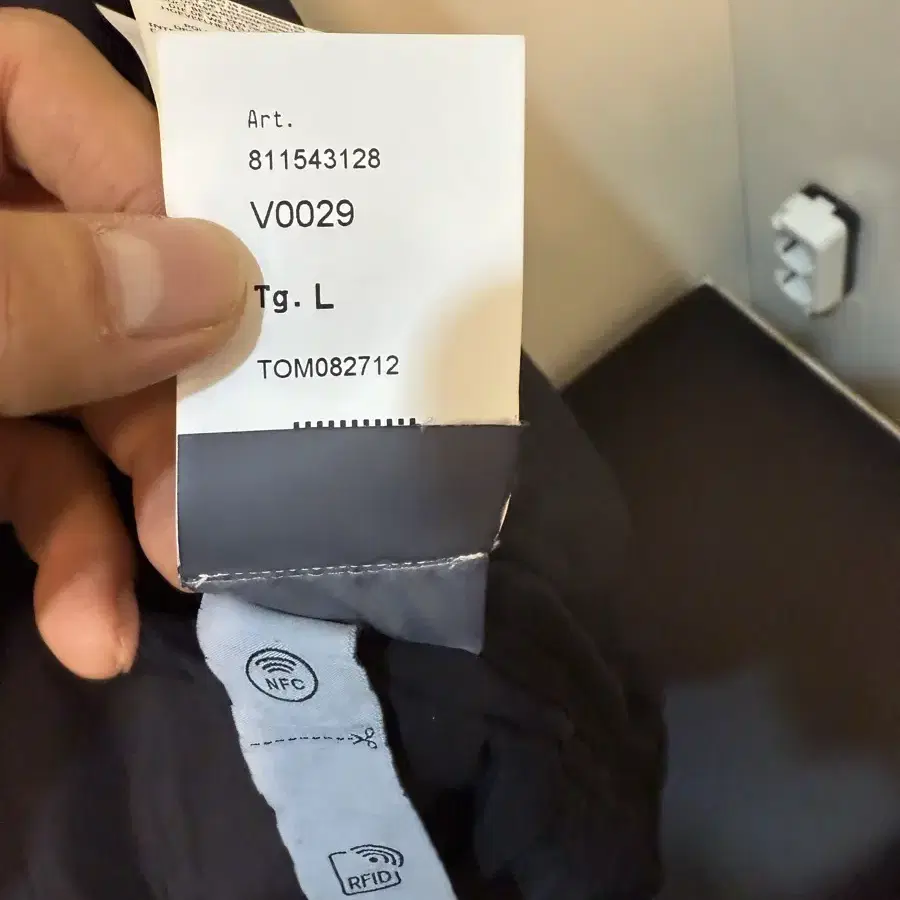 Art.
811543128
V0029
Tg. L
TOM082712
NFC
RFID